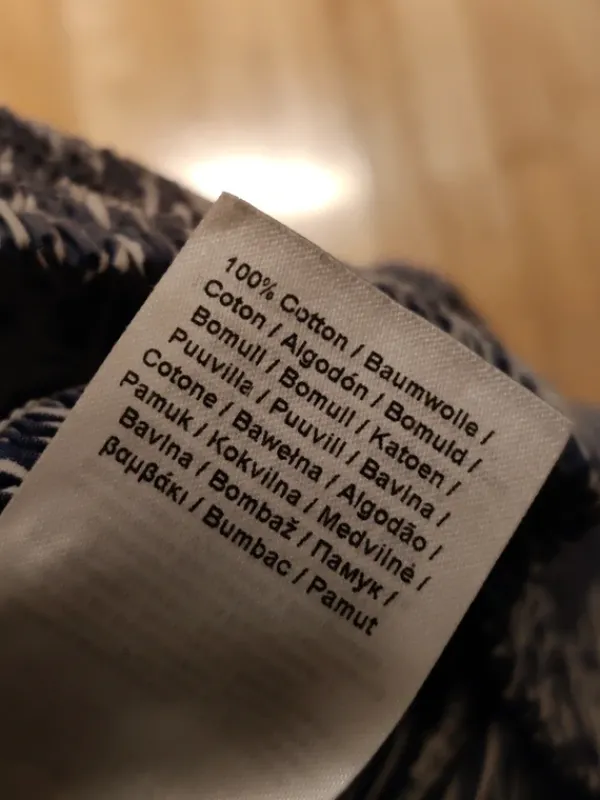 100% Cotton / Baumwolle /
Coton / Algodón / Bomuld /
Bomull / Bomull / Katoen /
Puuvilla / Puuvill / Bavlna /
Cotone / Bawełna / Algodão /
Pamuk / Kokvilna / Medvilnė /
Bavlna / Bombaž / Памук /
βαμβάκι / Bumbac / Pamut